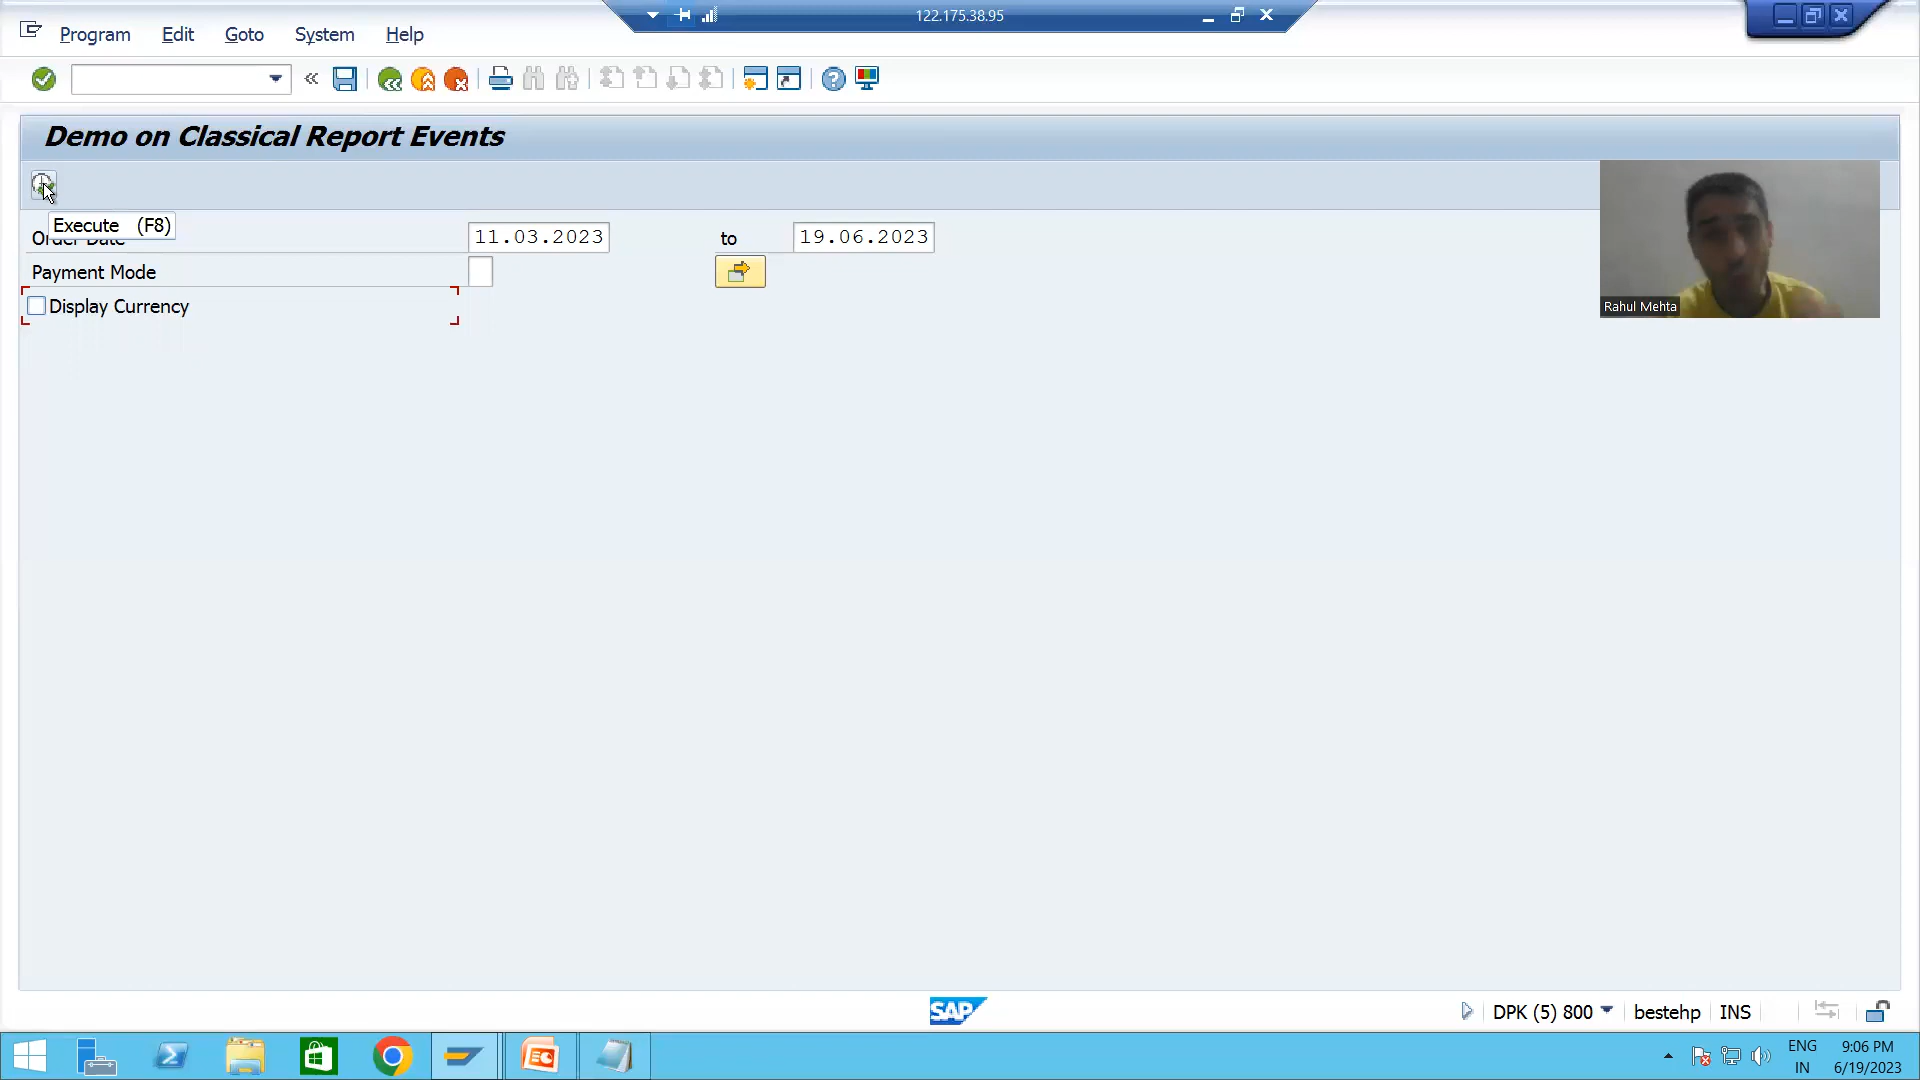 122.175.38.95
Program Edit Goto System Help
Demo on Classical Report Events
Execute (F8)
Order Date 11.03.2023 to 19.06.2023
Payment Mode
Display Currency
Rahul Mehta
SAP
DPK (5) 800 bestehp INS
ENG 9:06 PM
IN 6/19/2023